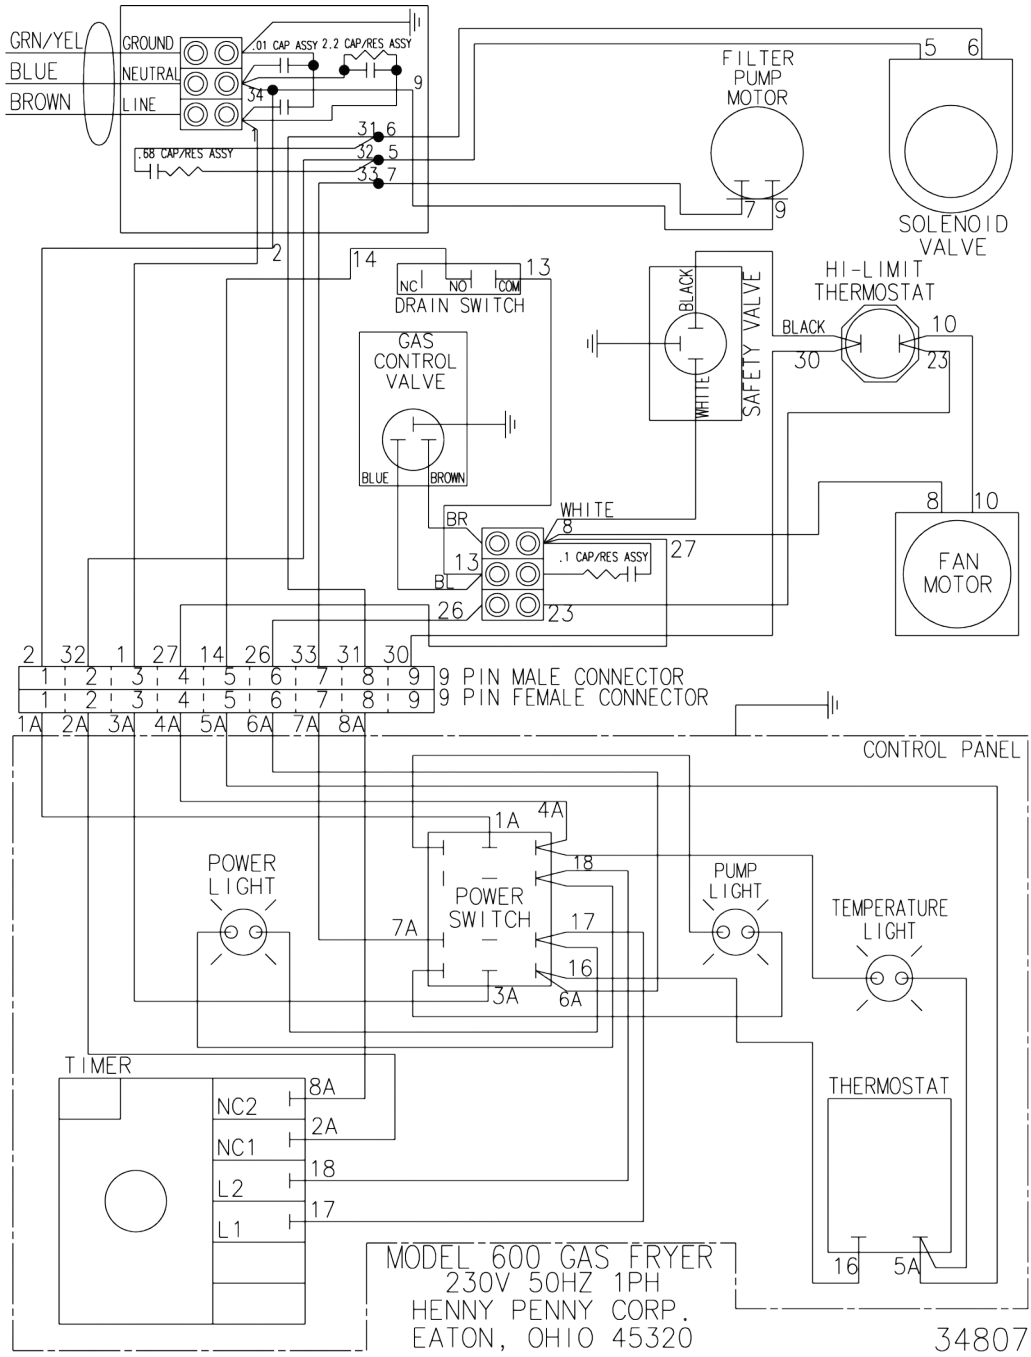 GRN/YEL GROUND
BLUE NEUTRAL
BROWN LINE
.01 CAP ASSY 2.2 CAP/RES ASSY
34
9
1
31 6
.68 CAP/RES ASSY
32 5
33 7
2
FILTER
PUMP
MOTOR
7 9
5 6
SOLENOID
VALVE
14
13
NC NO COM
DRAIN SWITCH
GAS
CONTROL
VALVE
BLUE BROWN
BLACK
WHITE
SAFETY VALVE
HI-LIMIT
THERMOSTAT
BLACK
30
10
23
8 10
FAN
MOTOR
WHITE
8
BR
27
.1 CAP/RES ASSY
13
BL
26
23
2 32 1 27 14 26 33 31 30
1 2 3 4 5 6 7 8 9 9 PIN MALE CONNECTOR
1 2 3 4 5 6 7 8 9 9 PIN FEMALE CONNECTOR
1A 2A 3A 4A 5A 6A 7A 8A
CONTROL PANEL
4A
1A
18
POWER
SWITCH
7A
17
16
3A
6A
POWER
LIGHT
PUMP
LIGHT
TEMPERATURE
LIGHT
TIMER
8A
NC2
2A
NC1
18
L2
17
L1
THERMOSTAT
16 5A
MODEL 600 GAS FRYER
230V 50HZ 1PH
HENNY PENNY CORP.
EATON, OHIO 45320
34807